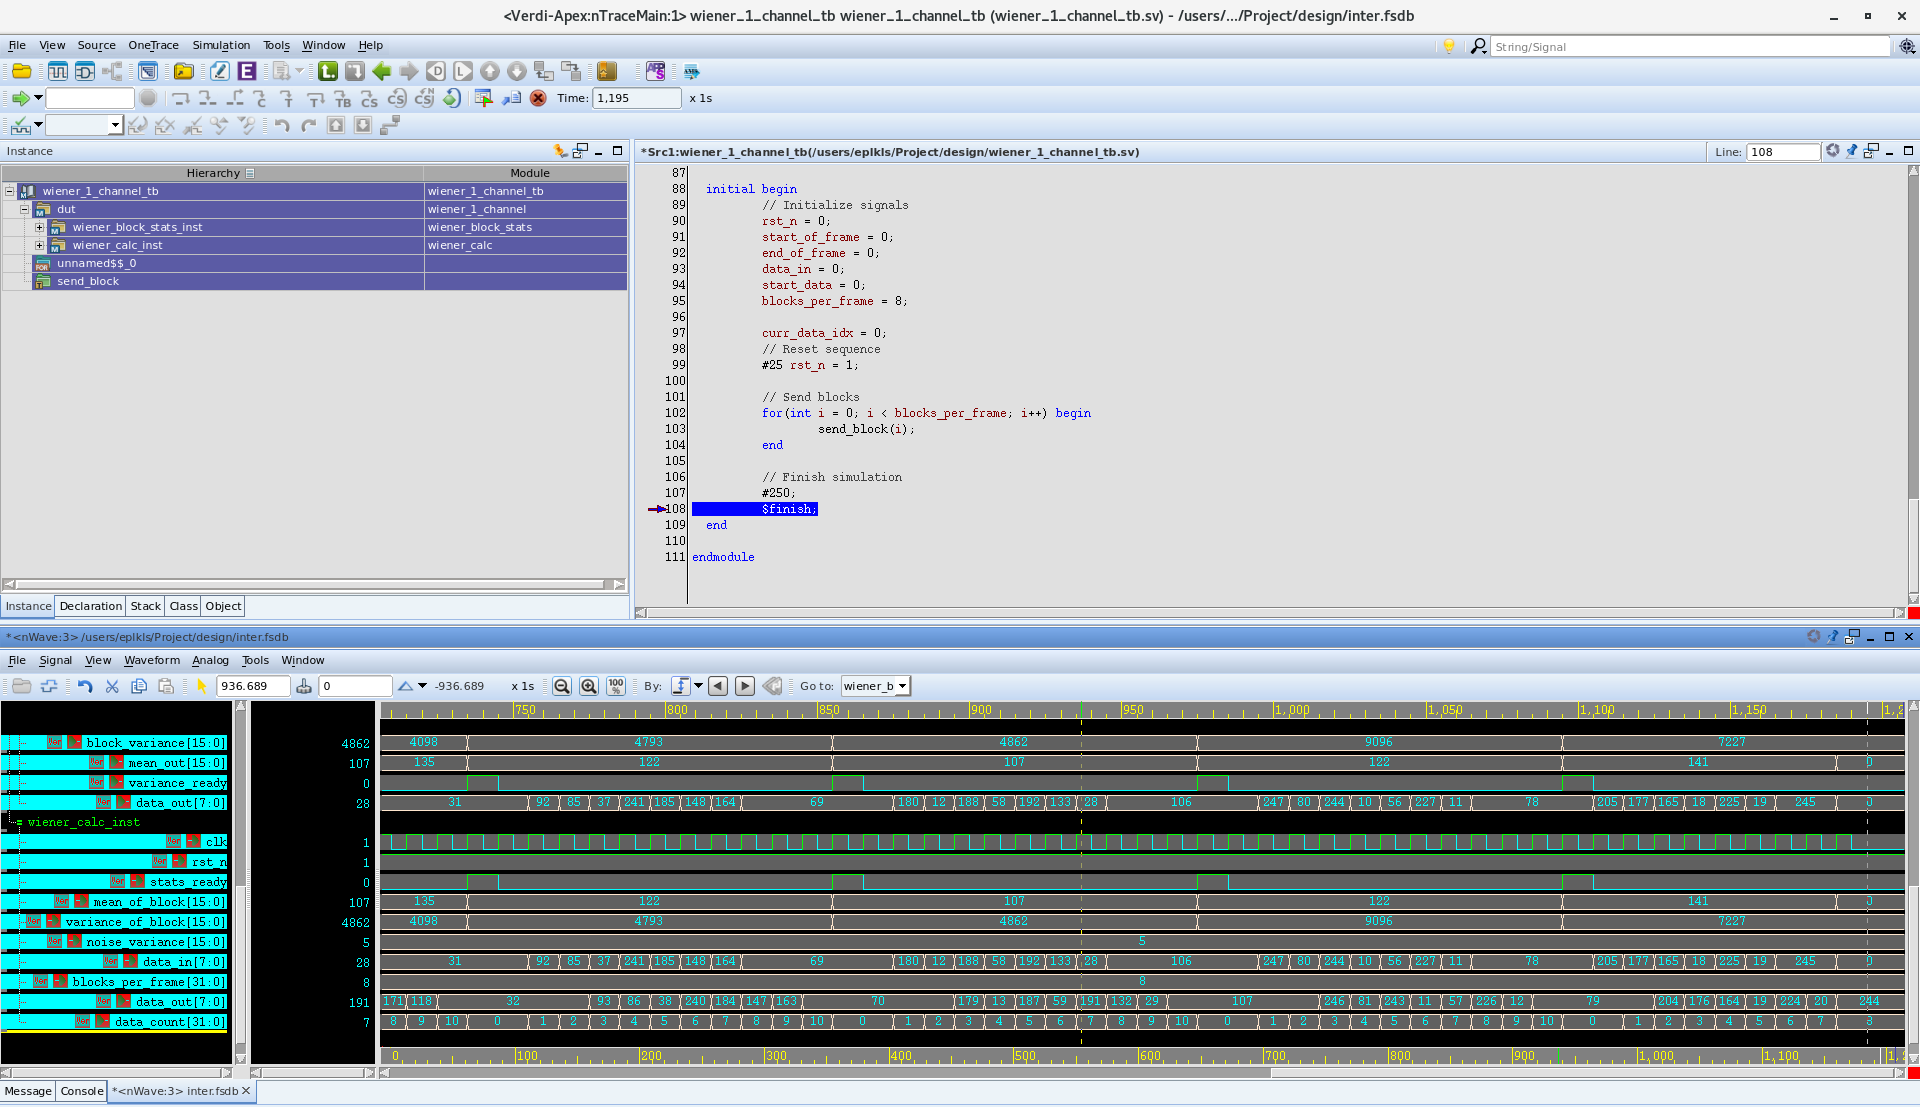 <Verdi-Apex:nTraceMain:1> wiener_1_channel_tb wiener_1_channel_tb (wiener_1_channel_tb.sv) - /users/.../Project/design/inter.fsdb
File View Source OneTrace Simulation Tools Window Help
String/Signal
Time: 1,195 x 1s
Instance
Hierarchy Module
wiener_1_channel_tb wiener_1_channel_tb
dut wiener_1_channel
wiener_block_stats_inst wiener_block_stats
wiener_calc_inst wiener_calc
unnamed$$_0
send_block
Instance Declaration Stack Class Object
*Src1:wiener_1_channel_tb(/users/eplkls/Project/design/wiener_1_channel_tb.sv) Line: 108
87
88 initial begin
89 // Initialize signals
90 rst_n = 0;
91 start_of_frame = 0;
92 end_of_frame = 0;
93 data_in = 0;
94 start_data = 0;
95 blocks_per_frame = 8;
96
97 curr_data_idx = 0;
98 // Reset sequence
99 #25 rst_n = 1;
100
101 // Send blocks
102 for(int i = 0; i < blocks_per_frame; i++) begin
103 send_block(i);
104 end
105
106 // Finish simulation
107 #250;
108 $finish;
109 end
110
111 endmodule
*<nWave:3> /users/eplkls/Project/design/inter.fsdb
File Signal View Waveform Analog Tools Window
936.689 0 -936.689 x 1s 100% By: Go to: wiener_b
750 800 850 900 950 1,000 1,050 1,100 1,150
block_variance[15:0] 4862 4098 4793 4862 9096 7227
mean_out[15:0] 107 135 122 107 122 141 0
variance_ready 0
data_out[7:0] 28 31 92 85 37 241 185 148 164 69 180 12 188 58 192 133 28 106 247 80 244 10 56 227 11 78 205 177 165 18 225 19 245 0
wiener_calc_inst
clk 1
rst_n 1
stats_ready 0
mean_of_block[15:0] 107 135 122 107 122 141 0
variance_of_block[15:0] 4862 4098 4793 4862 9096 7227
noise_variance[15:0] 5 5
data_in[7:0] 28 31 92 85 37 241 185 148 164 69 180 12 188 58 192 133 28 106 247 80 244 10 56 227 11 78 205 177 165 18 225 19 245 0
blocks_per_frame[31:0] 8 8
data_out[7:0] 191 171 118 32 93 86 38 240 184 147 163 70 179 13 187 59 191 132 29 107 246 81 243 11 57 226 12 79 204 176 164 19 224 20 244
data_count[31:0] 7 8 9 10 0 1 2 3 4 5 6 7 8 9 10 0 1 2 3 4 5 6 7 8 9 10 0 1 2 3 4 5 6 7 8 9 10 0 1 2 3 4 5 6 7 8
0 100 200 300 400 500 600 700 800 900 1,000 1,100
Message Console *<nWave:3> inter.fsdb